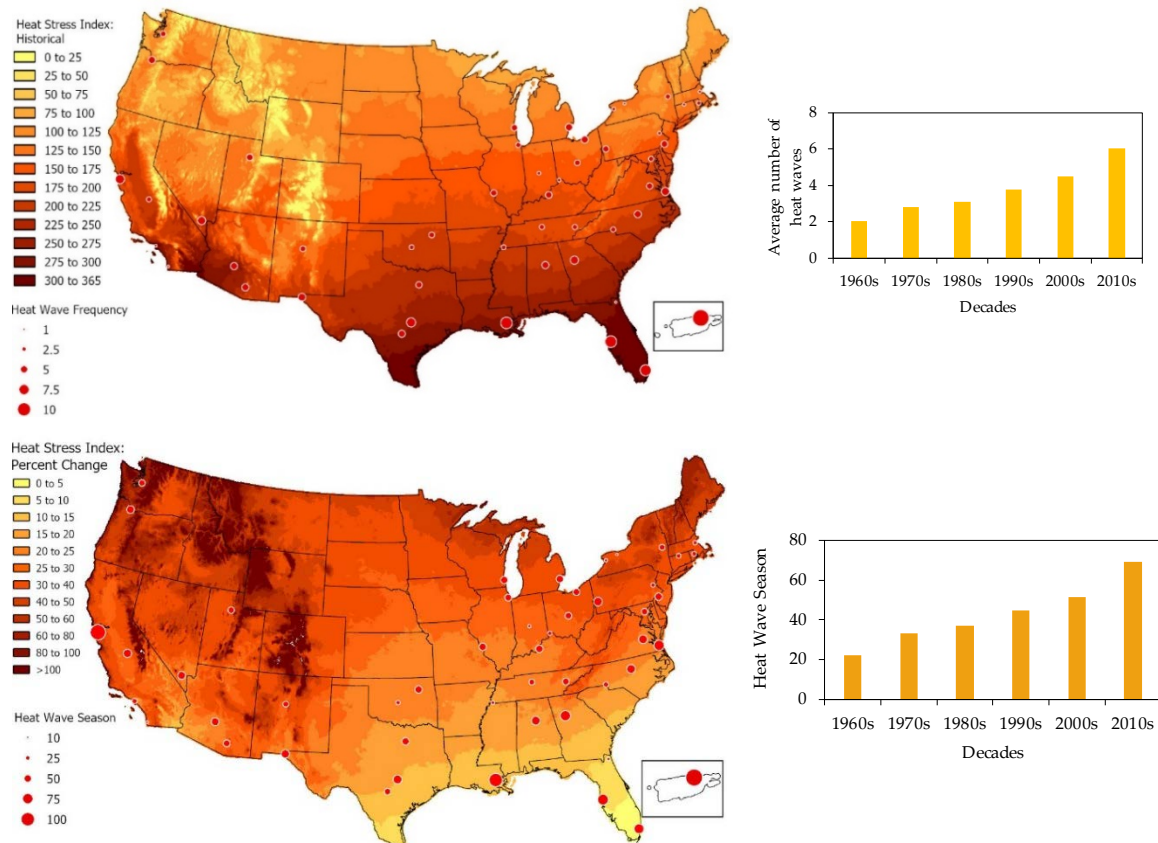 Heat Stress Index:
Historical
0 to 25
25 to 50
50 to 75
75 to 100
100 to 125
125 to 150
150 to 175
175 to 200
200 to 225
225 to 250
250 to 275
275 to 300
300 to 365
Heat Wave Frequency
1
2.5
5
7.5
10
Average number of
heat waves
8
6
4
2
0
1960s 1970s 1980s 1990s 2000s 2010s
Decades
Heat Stress Index:
Percent Change
0 to 5
5 to 10
10 to 15
15 to 20
20 to 25
25 to 30
30 to 40
40 to 50
50 to 60
60 to 80
80 to 100
>100
Heat Wave Season
10
25
50
75
100
Heat Wave Season
80
60
40
20
0
1960s 1970s 1980s 1990s 2000s 2010s
Decades